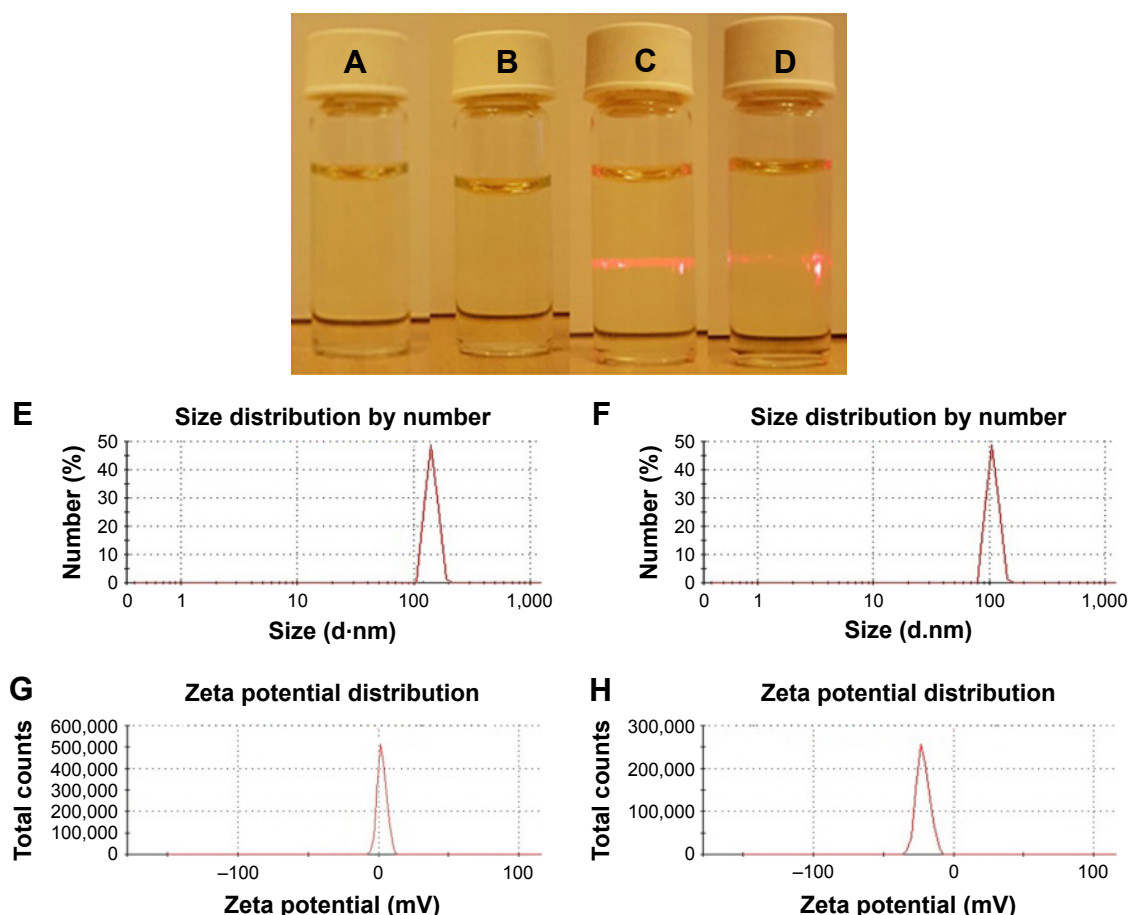 A B C D
E Size distribution by number
Number (%)
50
40
30
20
10
0
0 1 10 100 1,000
Size (d·nm)
F Size distribution by number
Number (%)
50
40
30
20
10
0
0 1 10 100 1,000
Size (d.nm)
G Zeta potential distribution
Total counts
600,000
500,000
400,000
300,000
200,000
100,000
0
–100 0 100
Zeta potential (mV)
H Zeta potential distribution
Total counts
300,000
200,000
100,000
0
–100 0 100
Zeta potential (mV)